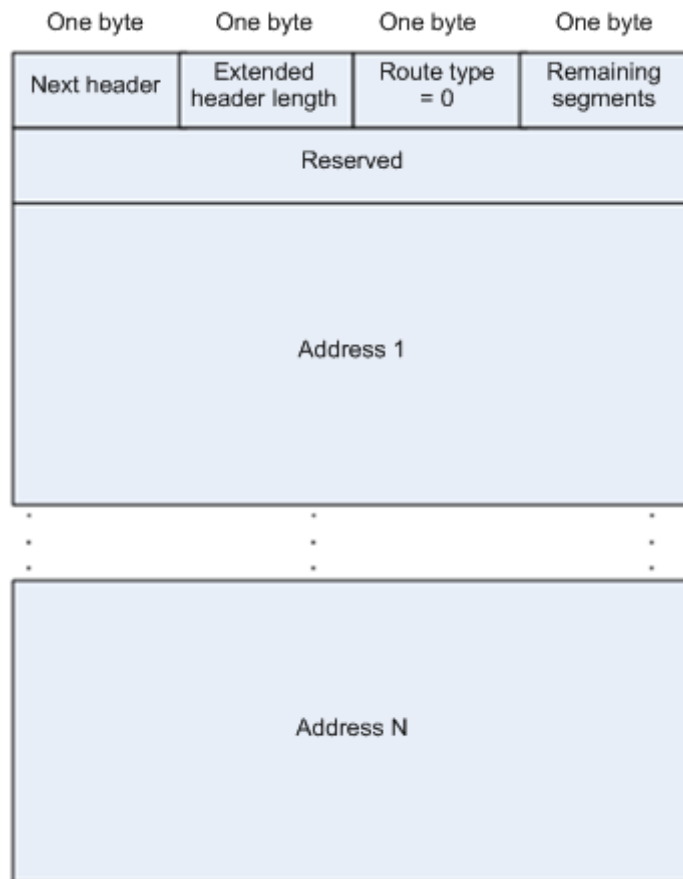 One byte One byte One byte One byte
Next header
Extended
header length
Route type
= 0
Remaining
segments
Reserved
Address 1
Address N